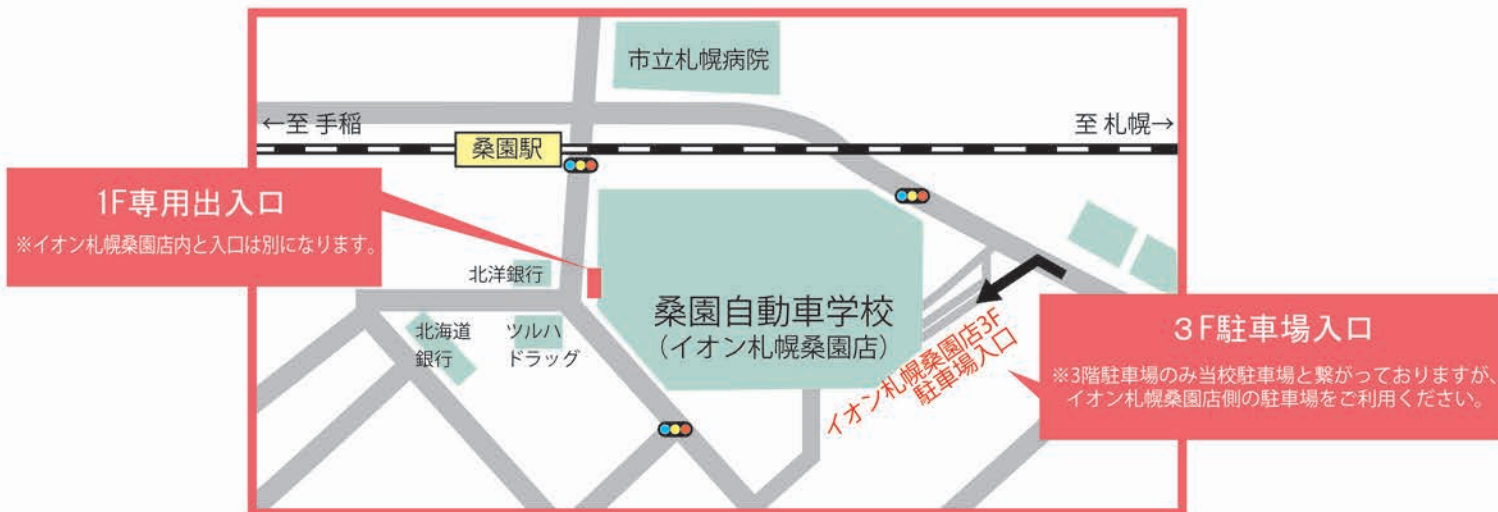 市立札幌病院
←至 手稲
至 札幌→
桑園駅
1F専用出入口
※イオン札幌桑園店内と入口は別になります。
北洋銀行
北海道
銀行
ツルハ
ドラッグ
桑園自動車学校
（イオン札幌桑園店）
イオン札幌桑園店3F
駐車場入口
３F駐車場入口
※3階駐車場のみ当校駐車場と繋がっておりますが、
イオン札幌桑園店側の駐車場をご利用ください。